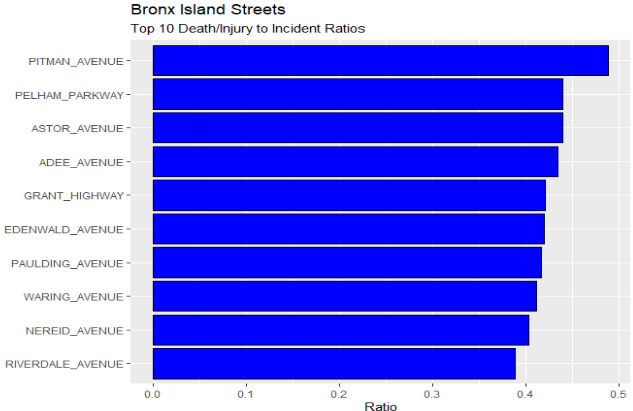 Bronx Island Streets
Top 10 Death/Injury to Incident Ratios
PITMAN_AVENUE
PELHAM_PARKWAY
ASTOR_AVENUE
ADEE_AVENUE
GRANT_HIGHWAY
EDENWALD_AVENUE
PAULDING_AVENUE
WARING_AVENUE
NEREID_AVENUE
RIVERDALE_AVENUE
0.0 0.1 0.2 0.3 0.4 0.5
Ratio